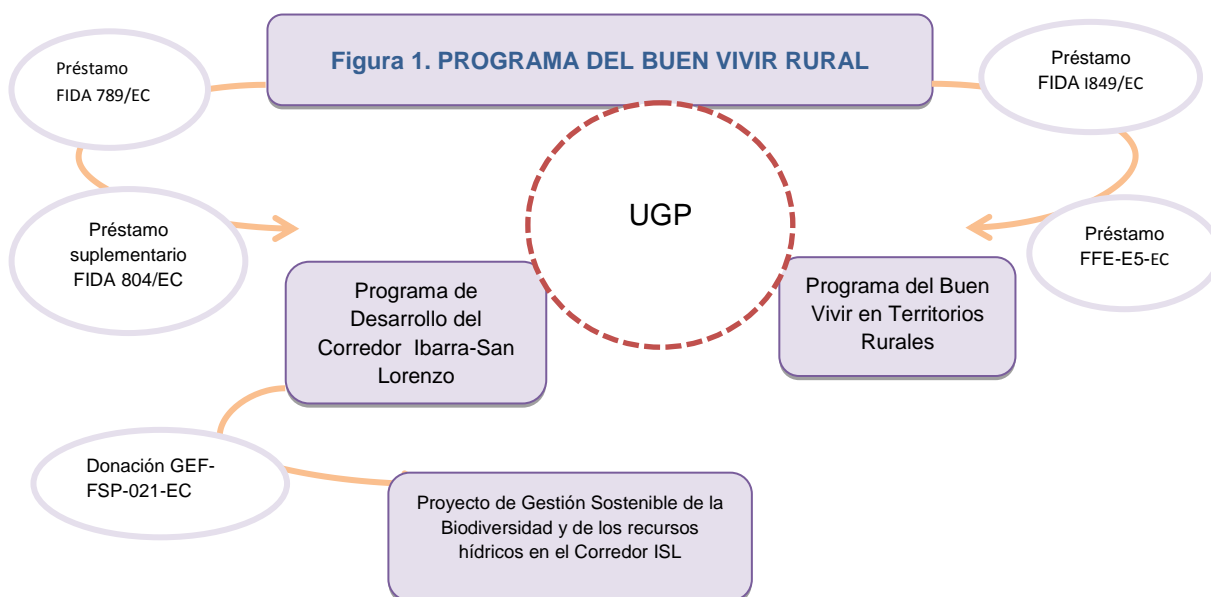 Figura 1. PROGRAMA DEL BUEN VIVIR RURAL
Préstamo
FIDA 789/EC
Préstamo
FIDA I849/EC
UGP
Préstamo
suplementario
FIDA 804/EC
Préstamo
FFE-E5-EC
Programa de
Desarrollo del
Corredor Ibarra-San
Lorenzo
Programa del Buen
Vivir en Territorios
Rurales
Donación GEF-
FSP-021-EC
Proyecto de Gestión Sostenible de la
Biodiversidad y de los recursos
hídricos en el Corredor ISL